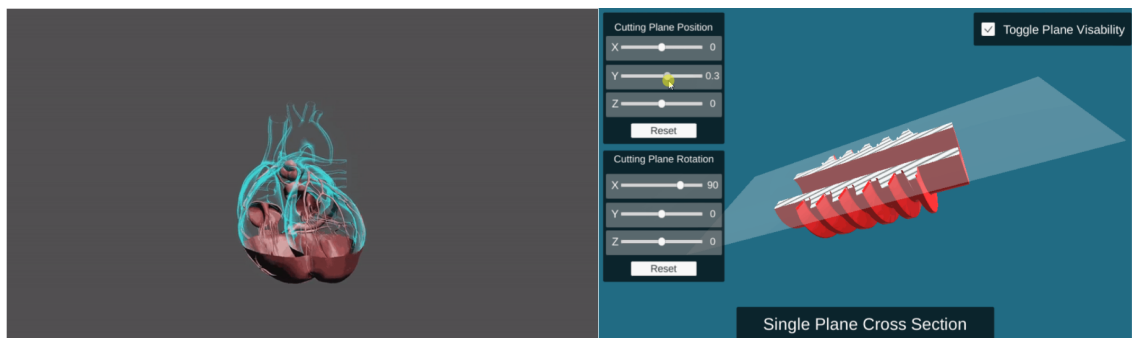 Cutting Plane Position
X 0
Y 0.3
Z 0
Reset
Cutting Plane Rotation
X 90
Y 0
Z 0
Reset
Toggle Plane Visability
Single Plane Cross Section